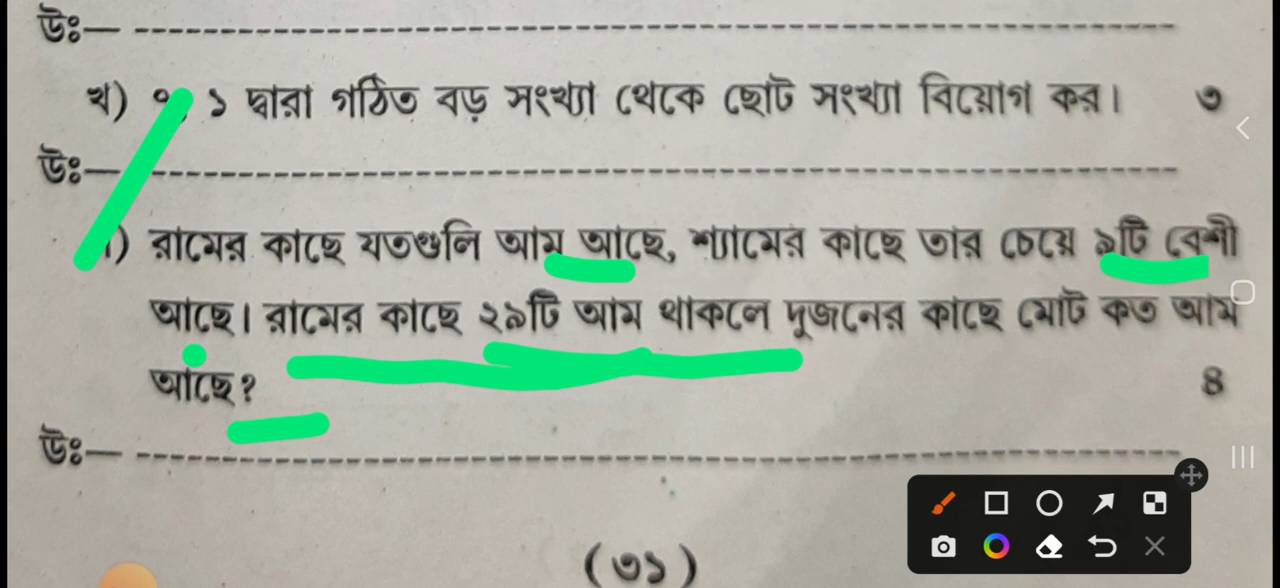 উঃ—
খ) , ১ দ্বারা গঠিত বড় সংখ্যা থেকে ছোট সংখ্যা বিয়োগ কর। ৩
উঃ—
) রামের কাছে যতগুলি আম আছে, শ্যামের কাছে তার চেয়ে ৯টি বেশী
আছে। রামের কাছে ২৯টি আম থাকলে দুজনের কাছে মোট কত আম
আছে? ৪
উঃ—
(৩১)